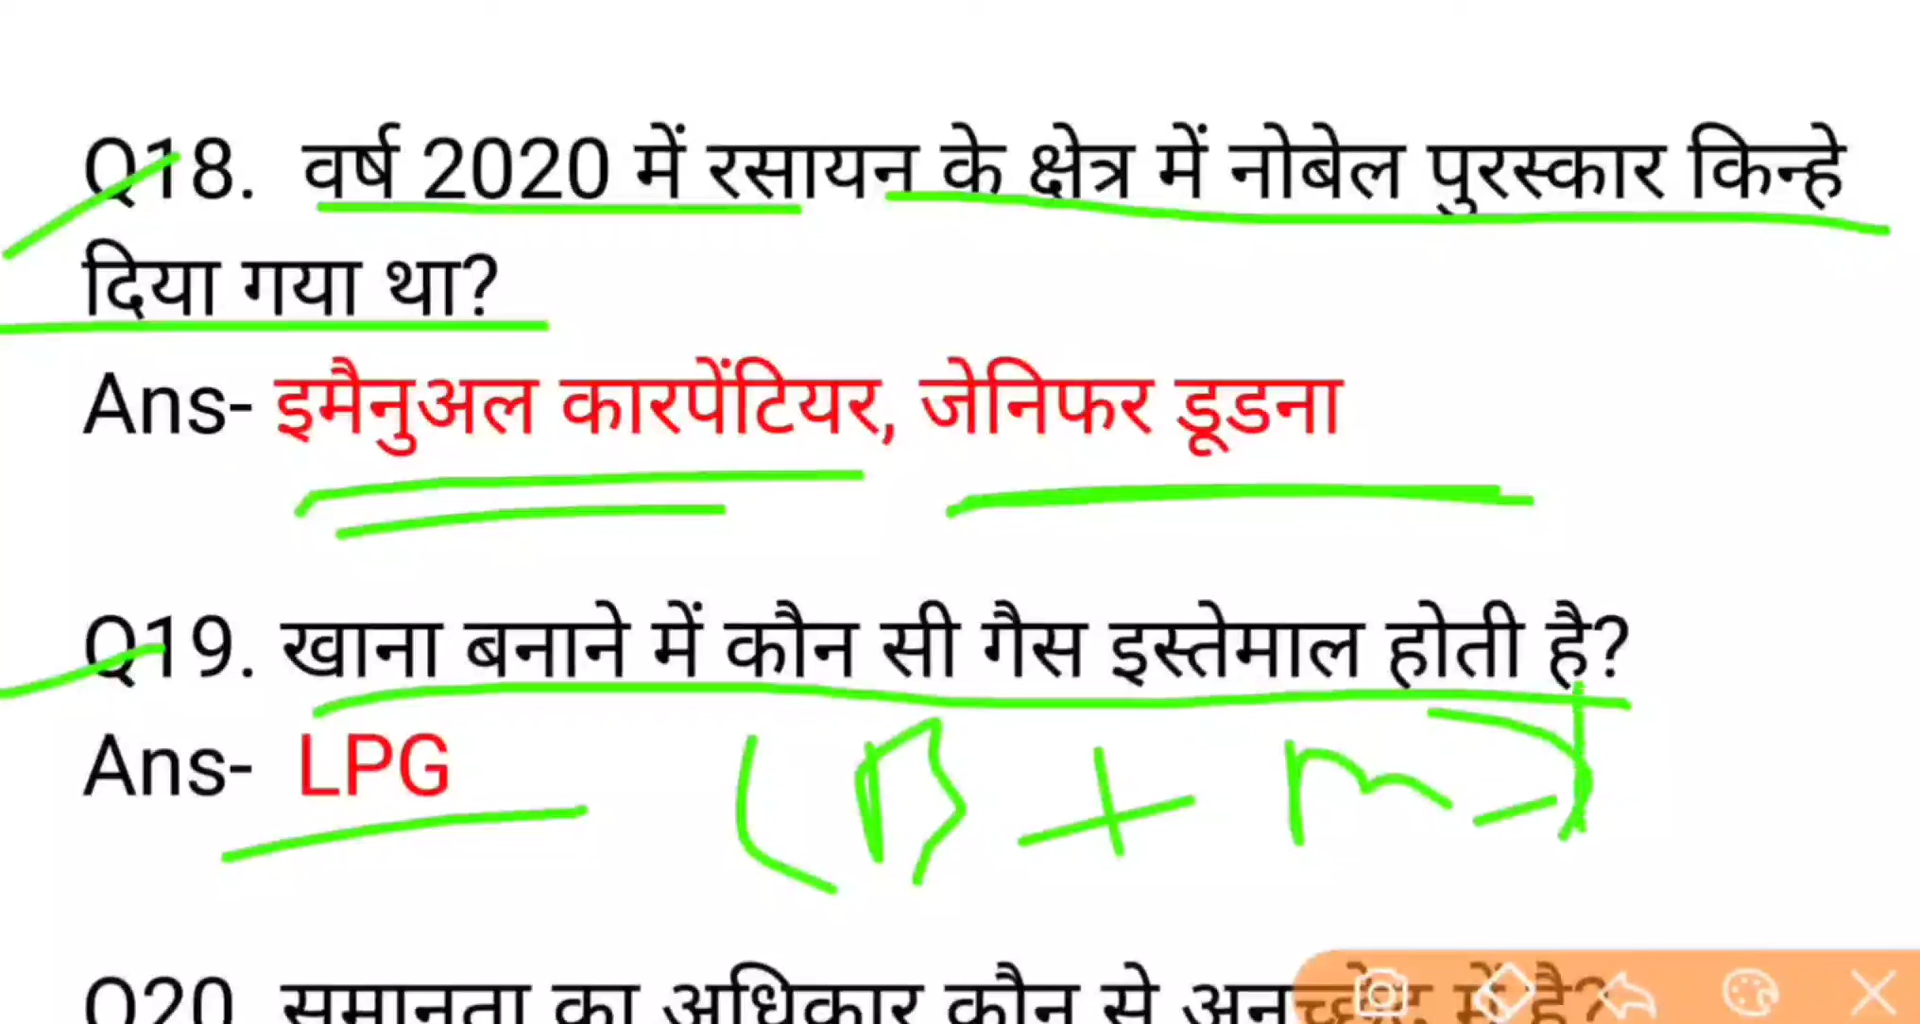 Q18. वर्ष 2020 में रसायन के क्षेत्र में नोबेल पुरस्कार किन्हे
दिया गया था?
Ans- इमैनुअल कारपेंटियर, जेनिफर डूडना
Q19. खाना बनाने में कौन सी गैस इस्तेमाल होती है?
Ans- LPG
(B + m)
Q20 समानता का अधिकार कौन से अनुच्छेद में है?